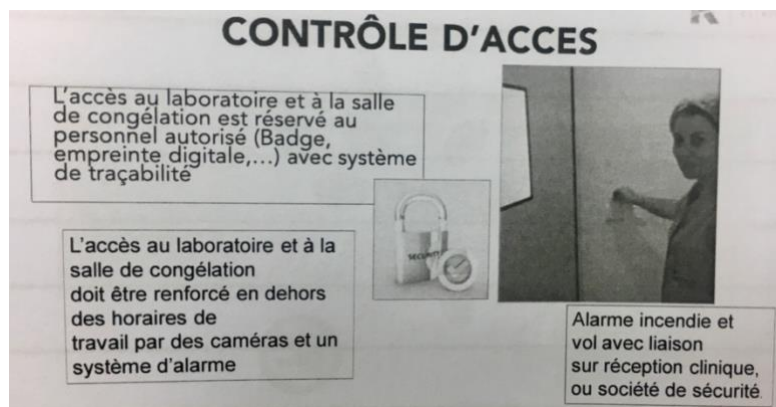 CONTRÔLE D'ACCES
L'accès au laboratoire et à la salle
de congélation est réservé au
personnel autorisé (Badge,
empreinte digitale,...) avec système
de traçabilité
SECURITY
L'accès au laboratoire et à la
salle de congélation
doit être renforcé en dehors
des horaires de
travail par des caméras et un
système d'alarme
Alarme incendie et
vol avec liaison
sur réception clinique,
ou société de sécurité.